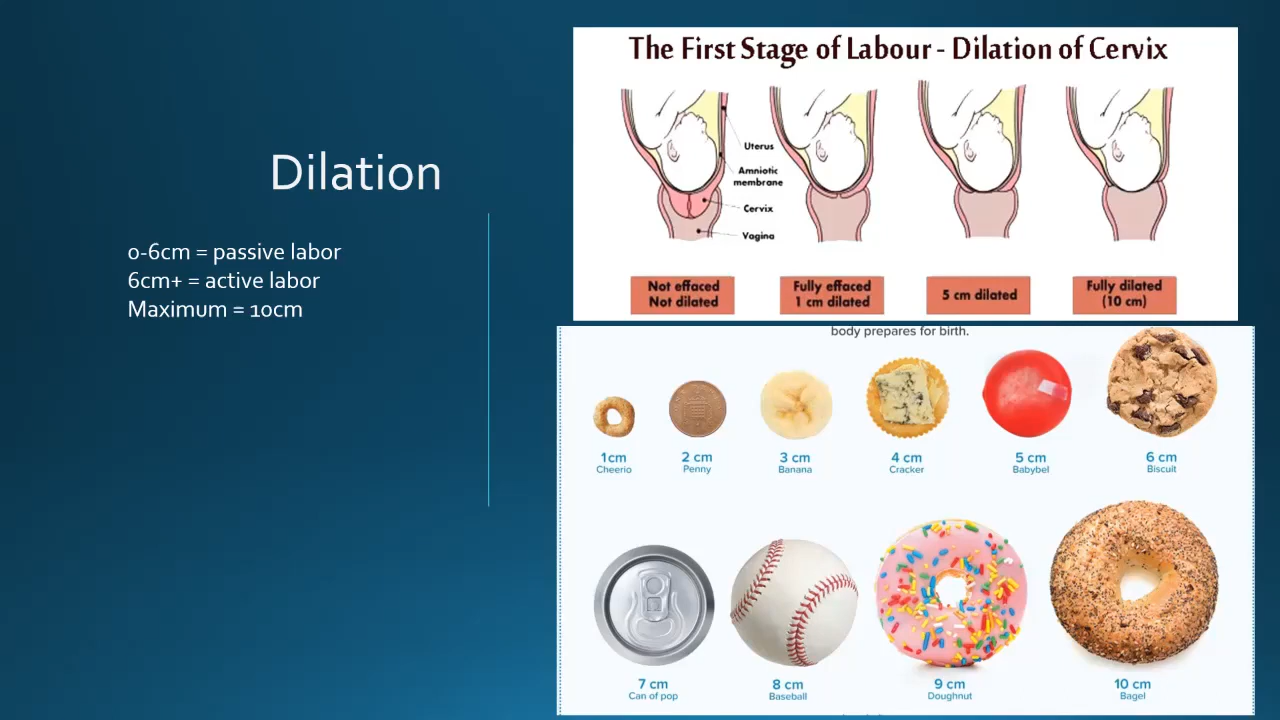 Dilation
0-6cm = passive labor
6cm+ = active labor
Maximum = 10cm
The First Stage of Labour - Dilation of Cervix
Uterus
Amniotic
membrane
Cervix
Vagina
Not effaced
Not dilated
Fully effaced
1 cm dilated
5 cm dilated
Fully dilated
(10 cm)
body prepares for birth.
1cm
Cheerio
2 cm
Penny
3 cm
Banana
4 cm
Cracker
5 cm
Babybel
6 cm
Biscuit
7 cm
Can of pop
8 cm
Baseball
9 cm
Doughnut
10 cm
Bagel